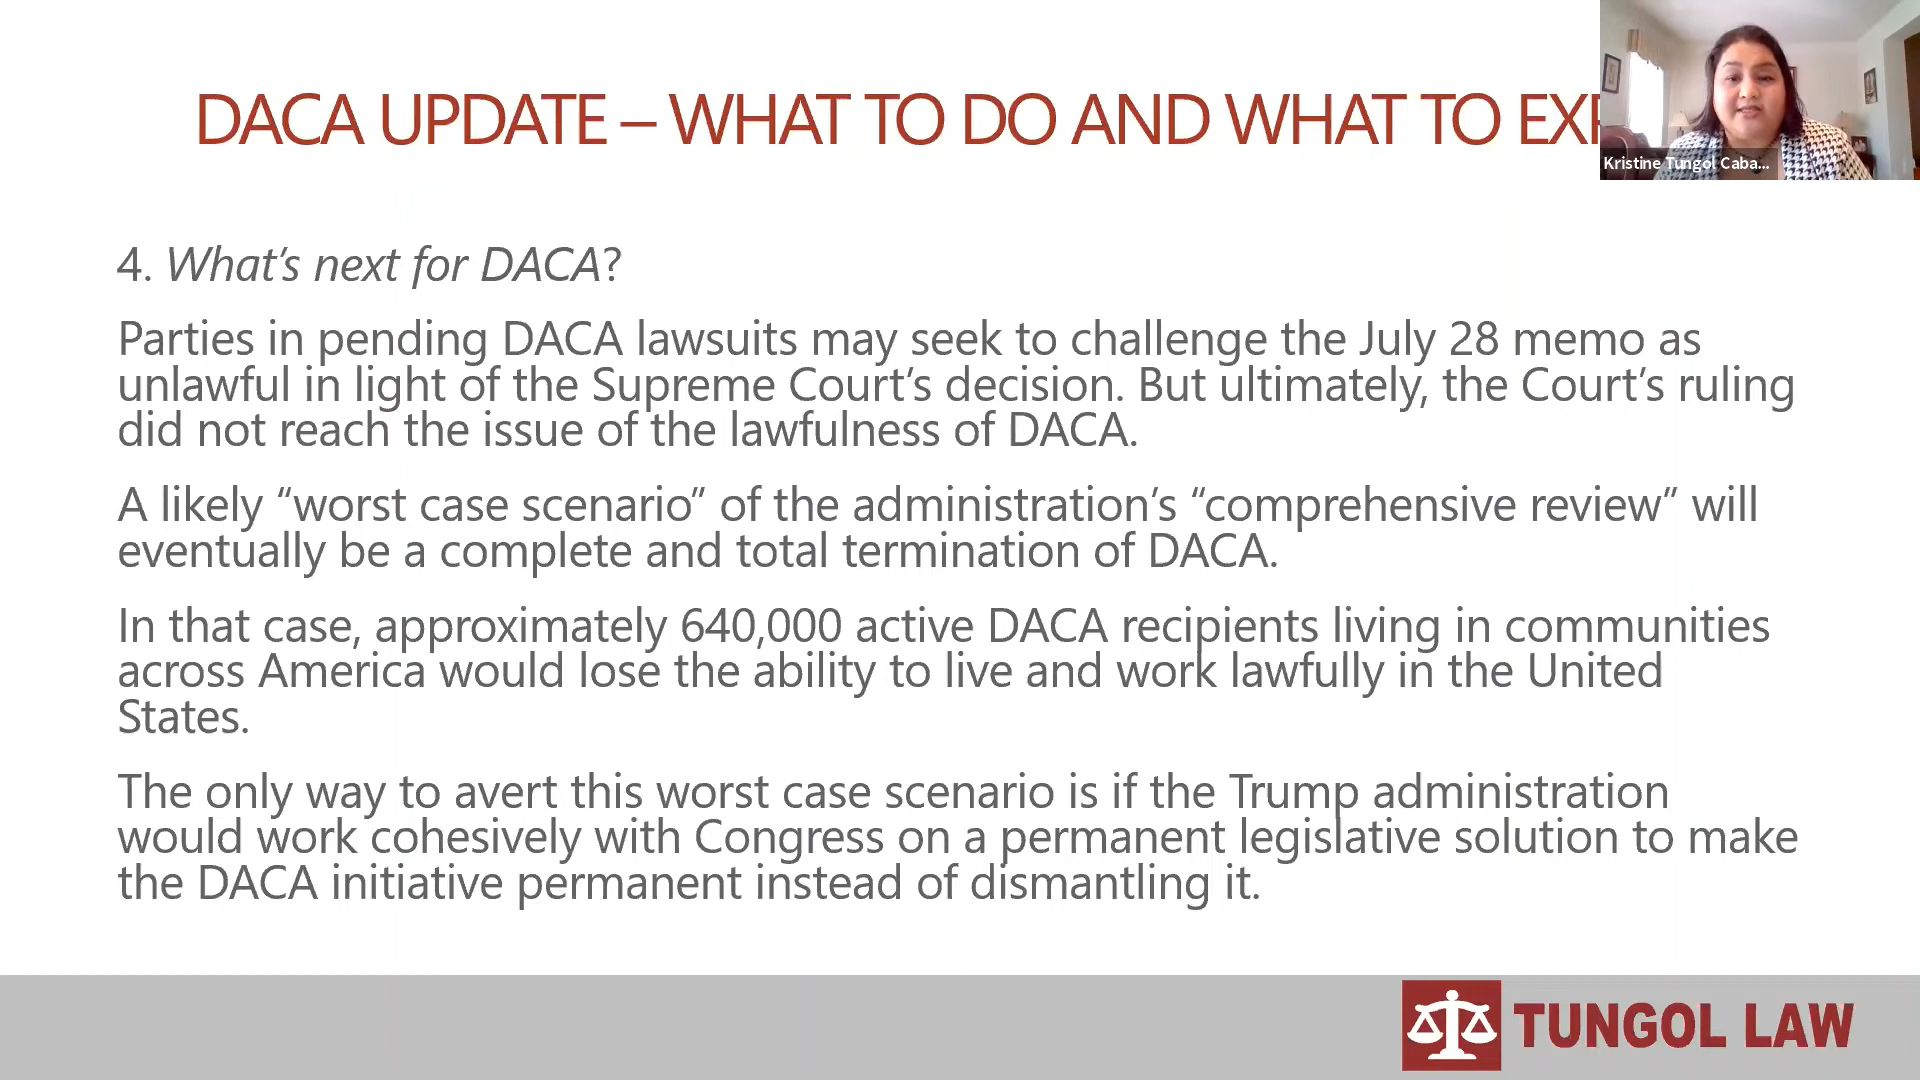 DACA UPDATE – WHAT TO DO AND WHAT TO
Kristine Tungol Caba...
4. What's next for DACA?
Parties in pending DACA lawsuits may seek to challenge the July 28 memo as
unlawful in light of the Supreme Court's decision. But ultimately, the Court's ruling
did not reach the issue of the lawfulness of DACA.
A likely “worst case scenario” of the administration's “comprehensive review” will
eventually be a complete and total termination of DACA.
In that case, approximately 640,000 active DACA recipients living in communities
across America would lose the ability to live and work lawfully in the United
States.
The only way to avert this worst case scenario is if the Trump administration
would work cohesively with Congress on a permanent legislative solution to make
the DACA initiative permanent instead of dismantling it.
TUNGOL LAW